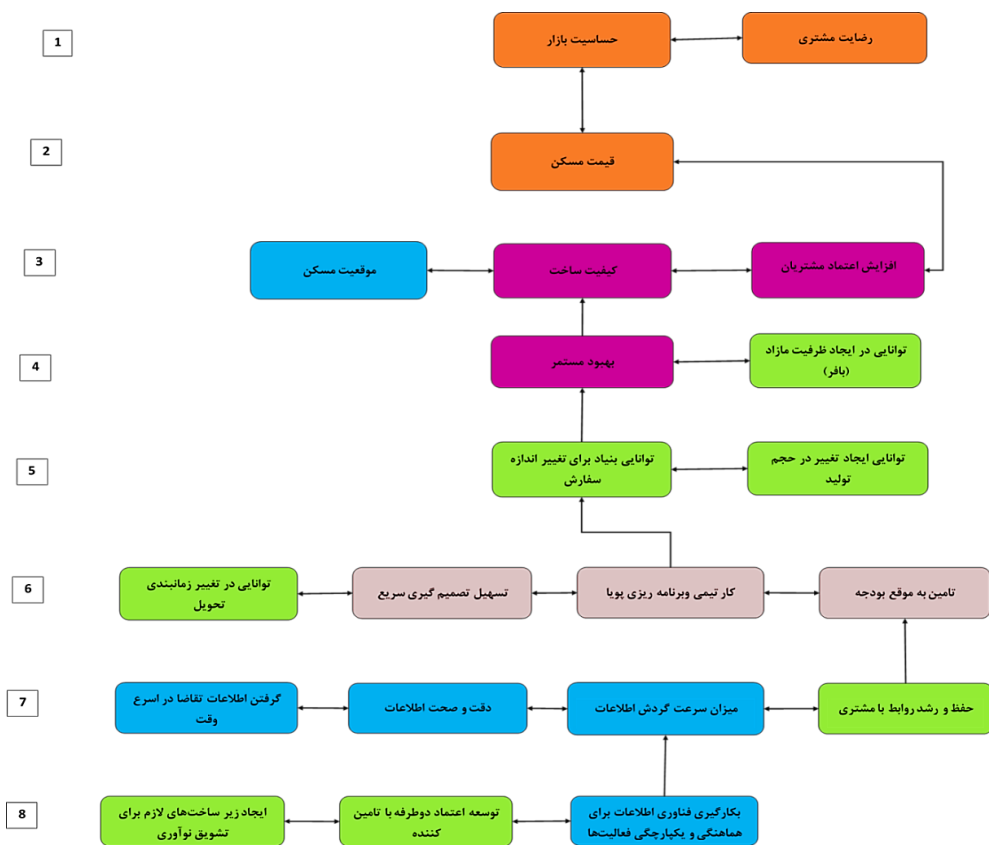 1
حساسیت بازار
رضایت مشتری
2
قیمت مسکن
3
افزایش اعتماد مشتریان
کیفیت ساخت
موقعیت مسکن
4
توانایی در ایجاد ظرفیت مازاد
(بافر)
بهبود مستمر
5
توانایی ایجاد تغییر در حجم
تولید
توانایی بنیاد برای تغییر اندازه
سفارش
6
تامین به موقع بودجه
کار تیمی وبرنامه ریزی پویا
تسهیل تصمیم گیری سریع
توانایی در تغییر زمانبندی
تحویل
7
حفظ و رشد روابط با مشتری
میزان سرعت گردش اطلاعات
دقت و صحت اطلاعات
گرفتن اطلاعات تقاضا در اسرع
وقت
8
بکارگیری فناوری اطلاعات برای
هماهنگی و یکپارچگی فعالیت‌ها
توسعه اعتماد دوطرفه با تامین
کننده
ایجاد زیر ساخت‌های لازم برای
تشویق نوآوری